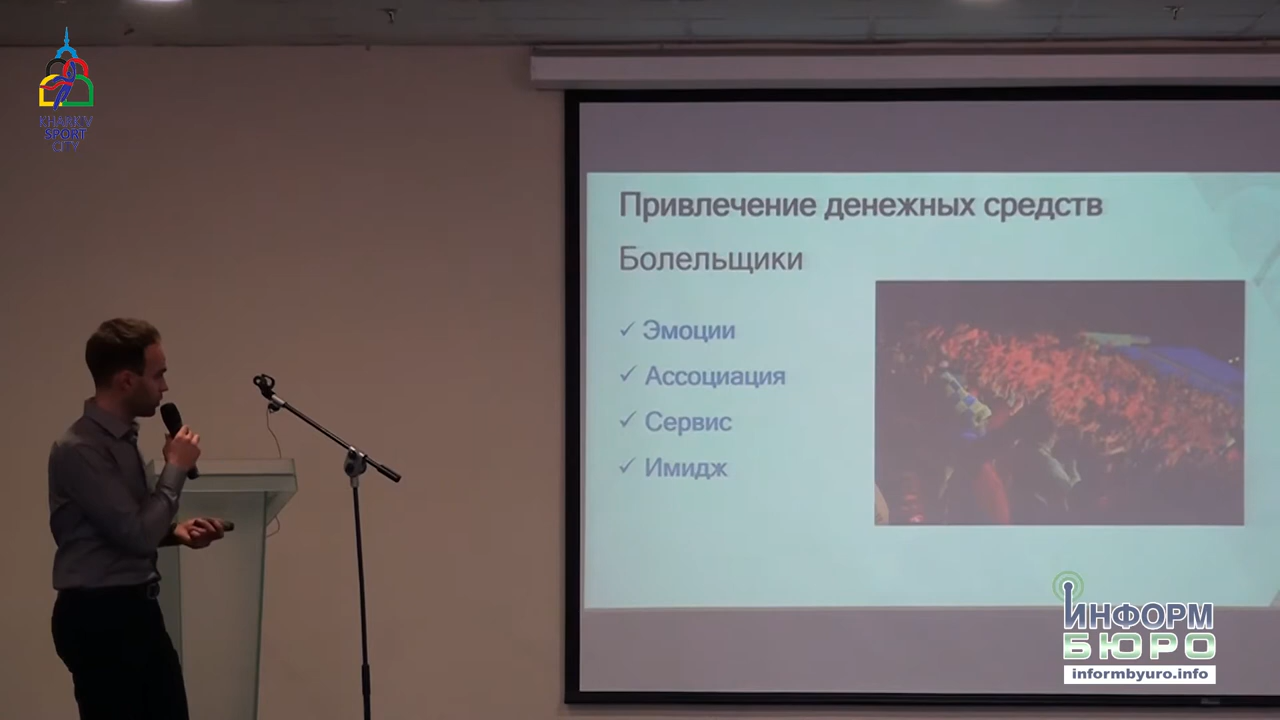 KHARKIV
SPORT
CITY
Привлечение денежных средств
Болельщики
✓ Эмоции
✓ Ассоциация
✓ Сервис
✓ Имидж
ИНФОРМ
БЮРО
informbyuro.info